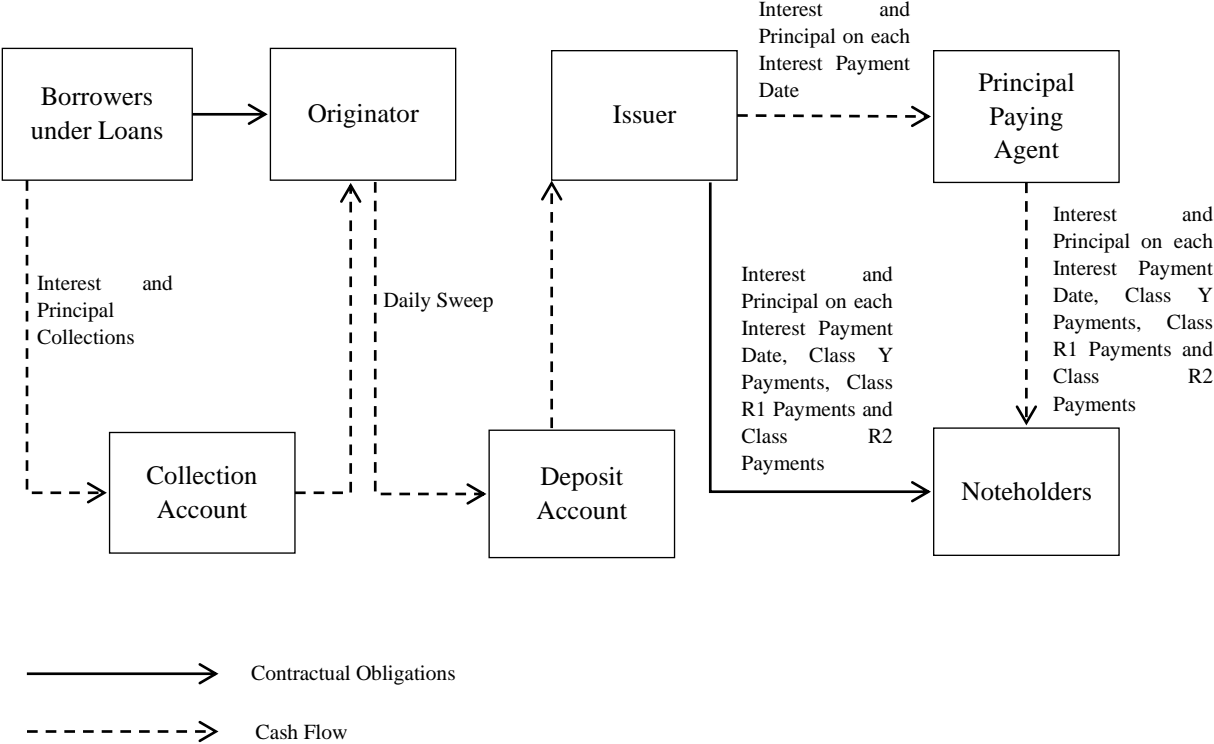 Interest and
Principal on each
Interest Payment
Date
Borrowers
under Loans
Originator
Issuer
Principal
Paying
Agent
Interest and
Principal
Collections
Daily Sweep
Interest and
Principal on each
Interest Payment
Date, Class Y
Payments, Class
R1 Payments and
Class R2
Payments
Interest and
Principal on each
Interest Payment
Date, Class Y
Payments, Class
R1 Payments and
Class R2
Payments
Collection
Account
Deposit
Account
Noteholders
Contractual Obligations
Cash Flow